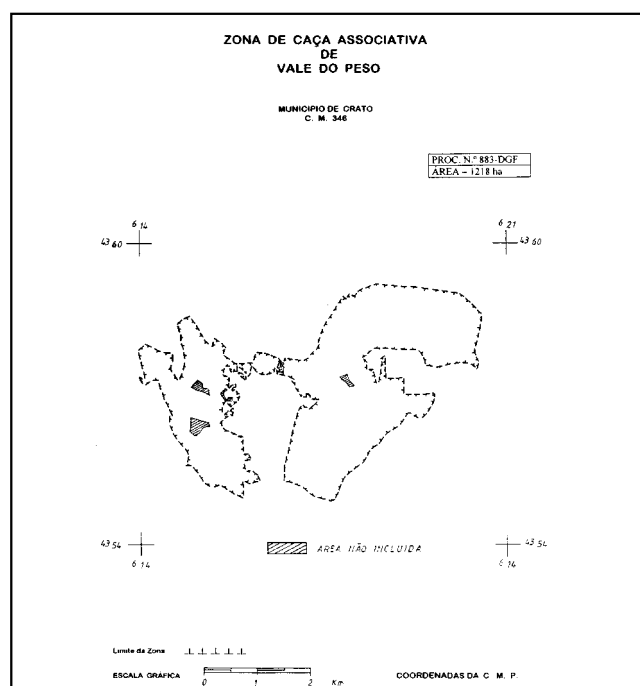 ZONA DE CAÇA ASSOCIATIVA
DE
VALE DO PESO
MUNICIPIO DE CRATO
C. M. 346
PROC. N.º 883-DGF
ÁREA – 1218 ha
6 14
43 60
6 21
43 60
43 54
6 14
ÁREA NÃO INCLUIDA
43 54
6 14
Limite da Zona
ESCALA GRÁFICA
0 1 2 Km
COORDENADAS DA C. M. P.